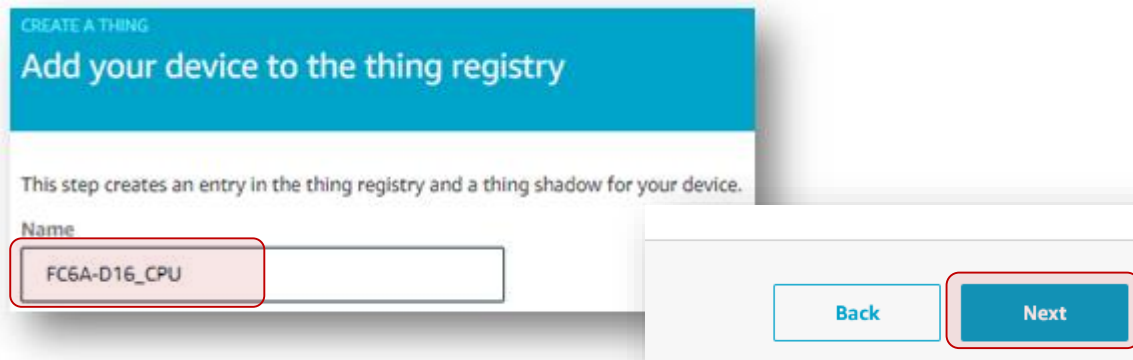 CREATE A THING
Add your device to the thing registry
This step creates an entry in the thing registry and a thing shadow for your device.
Name
FC6A-D16_CPU
Back
Next